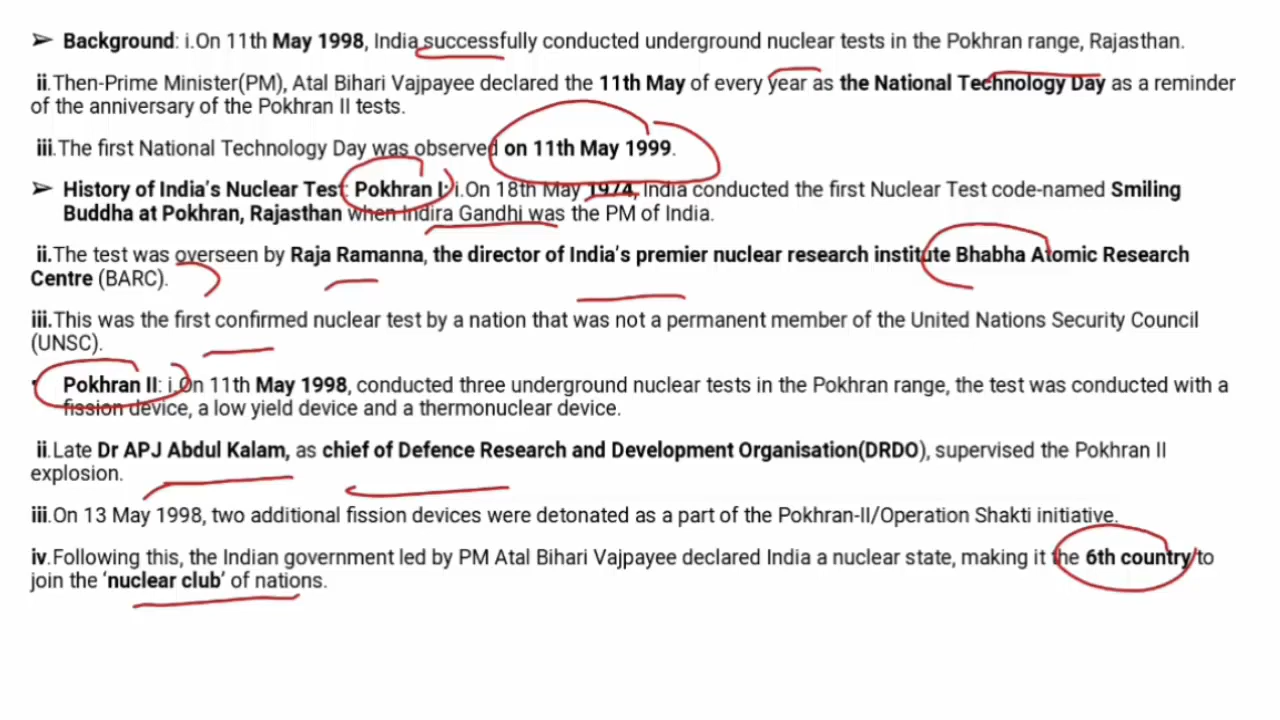 ➢ Background: i.On 11th May 1998, India successfully conducted underground nuclear tests in the Pokhran range, Rajasthan.
ii.Then-Prime Minister(PM), Atal Bihari Vajpayee declared the 11th May of every year as the National Technology Day as a reminder
of the anniversary of the Pokhran II tests.
iii.The first National Technology Day was observed on 11th May 1999.
➢ History of India's Nuclear Test: Pokhran I: i.On 18th May 1974, India conducted the first Nuclear Test code-named Smiling
Buddha at Pokhran, Rajasthan when Indira Gandhi was the PM of India.
ii.The test was overseen by Raja Ramanna, the director of India's premier nuclear research institute Bhabha Atomic Research
Centre (BARC).
iii.This was the first confirmed nuclear test by a nation that was not a permanent member of the United Nations Security Council
(UNSC).
Pokhran II: i.On 11th May 1998, conducted three underground nuclear tests in the Pokhran range, the test was conducted with a
fission device, a low yield device and a thermonuclear device.
ii.Late Dr APJ Abdul Kalam, as chief of Defence Research and Development Organisation(DRDO), supervised the Pokhran II
explosion.
iii.On 13 May 1998, two additional fission devices were detonated as a part of the Pokhran-II/Operation Shakti initiative.
iv.Following this, the Indian government led by PM Atal Bihari Vajpayee declared India a nuclear state, making it the 6th country to
join the 'nuclear club' of nations.